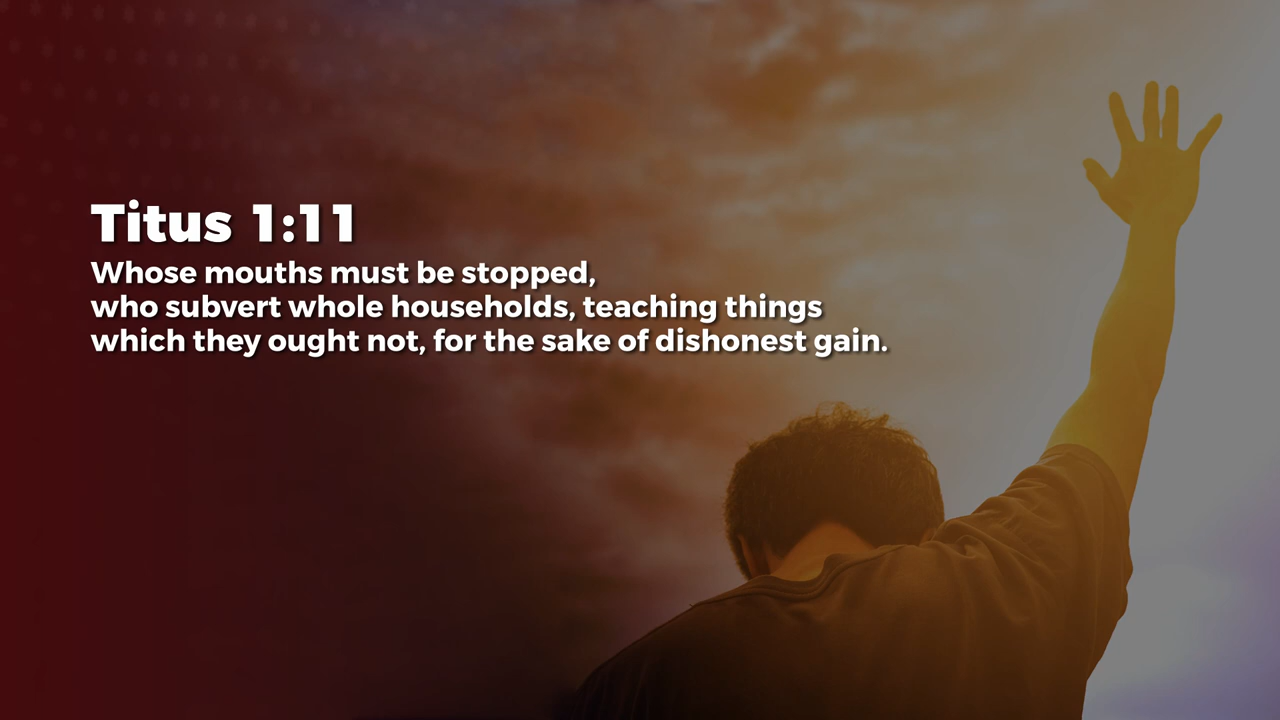 Titus 1:11
Whose mouths must be stopped,
who subvert whole households, teaching things
which they ought not, for the sake of dishonest gain.